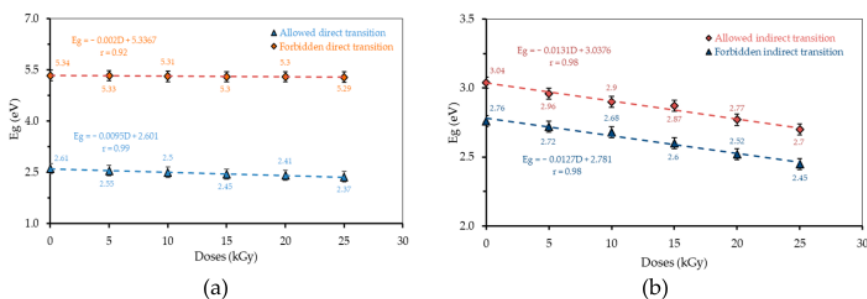 7.0
5.5
4.0
2.5
1.0
Eg (eV)
Allowed direct transition
Forbidden direct transition
Eg = − 0.002D + 5.3367
r = 0.92
5.34
5.33
5.31
5.3
5.3
5.29
Eg = − 0.0095D + 2.601
r = 0.99
2.61
2.55
2.5
2.45
2.41
2.37
0 5 10 15 20 25 30
Doses (kGy)
(a)
3.5
3.0
2.5
2.0
Eg (eV)
Allowed indirect transition
Forbidden indirect transition
Eg = − 0.0131D + 3.0376
r = 0.98
3.04
2.96
2.9
2.87
2.77
2.7
2.76
2.72
2.68
2.6
2.52
2.45
Eg = − 0.0127D + 2.781
r = 0.98
0 5 10 15 20 25 30
Doses (kGy)
(b)